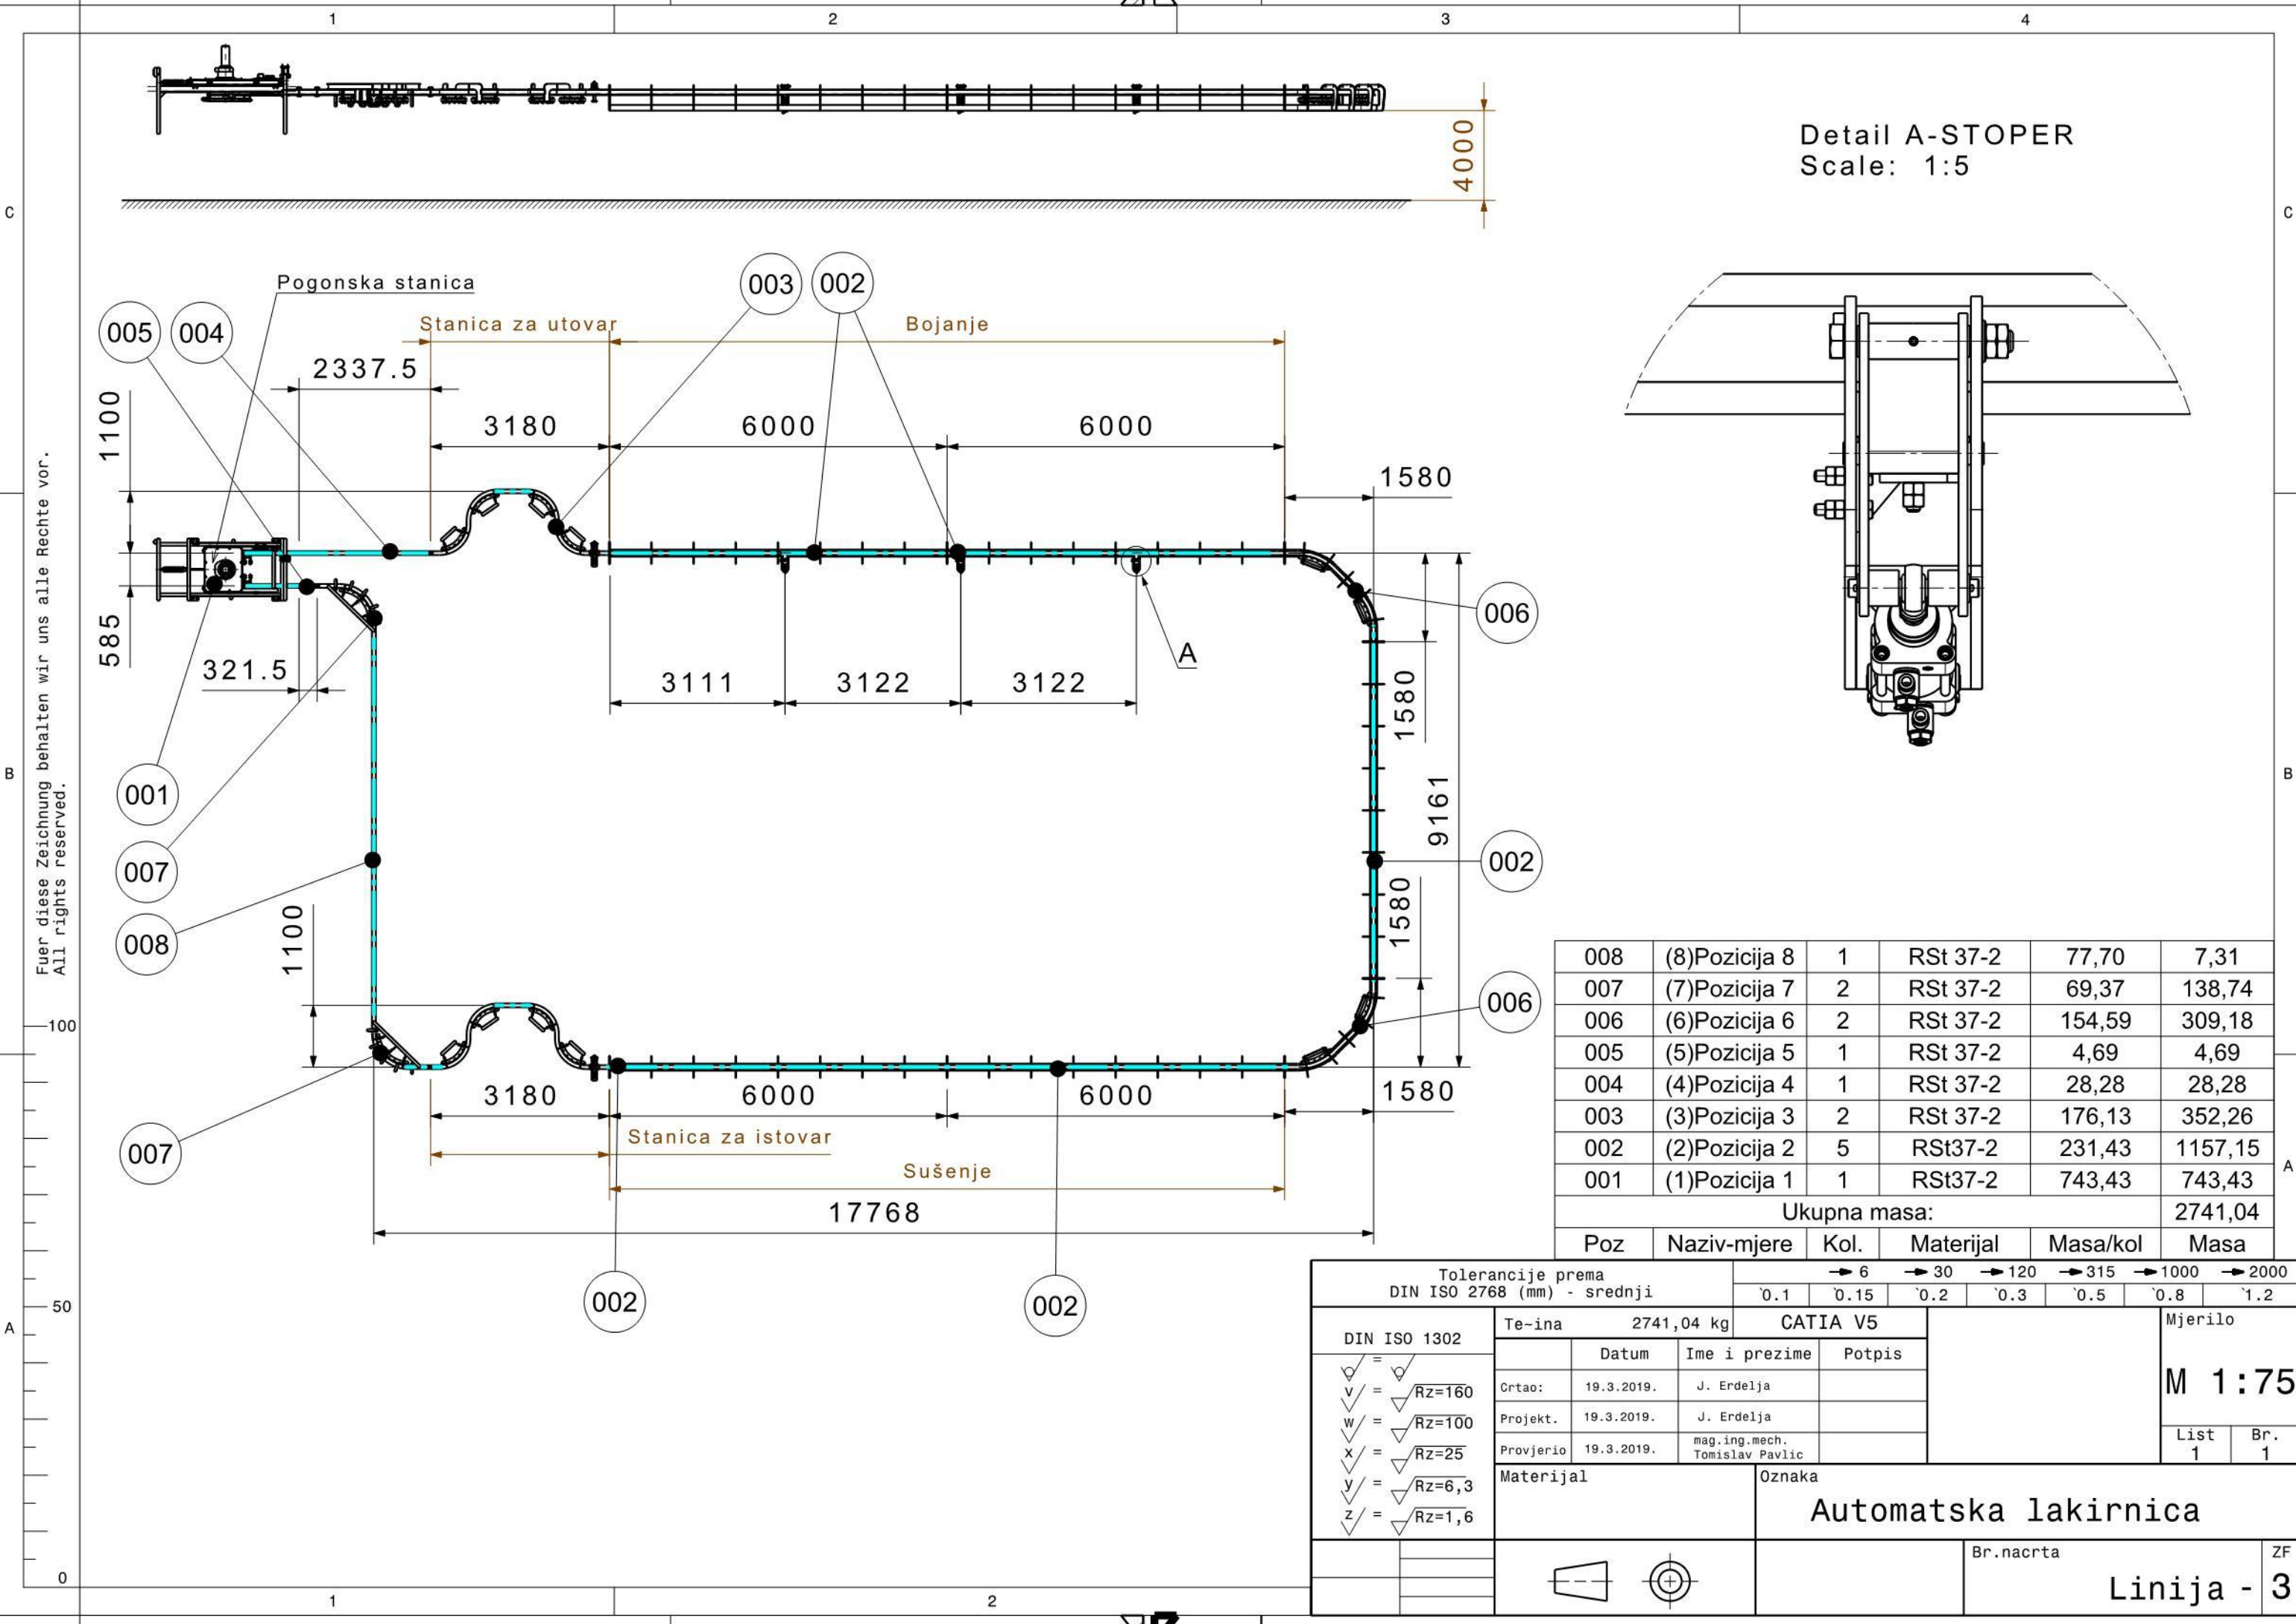 1 2 3 4
C C
B B
A A
4000
Detail A-STOPER
Scale: 1:5
Pogonska stanica
003 002
005 004
Stanica za utovar
Bojanje
2337.5
1100
3180 6000 6000
1580
585
321.5
3111 3122 3122
A
006
1580
9161
001
007
002
008
1580
1100
006
007
3180 6000 6000 1580
Stanica za istovar
Sušenje
17768
002 002
Fuer diese Zeichnung behalten wir uns alle Rechte vor.
All rights reserved.
100
50
0
1 2
008 (8)Pozicija 8 1 RSt 37-2 77,70 7,31
007 (7)Pozicija 7 2 RSt 37-2 69,37 138,74
006 (6)Pozicija 6 2 RSt 37-2 154,59 309,18
005 (5)Pozicija 5 1 RSt 37-2 4,69 4,69
004 (4)Pozicija 4 1 RSt 37-2 28,28 28,28
003 (3)Pozicija 3 2 RSt 37-2 176,13 352,26
002 (2)Pozicija 2 5 RSt37-2 231,43 1157,15
001 (1)Pozicija 1 1 RSt37-2 743,43 743,43
Ukupna masa: 2741,04
Poz Naziv-mjere Kol. Materijal Masa/kol Masa
Tolerancije prema
DIN ISO 2768 (mm) - srednji
6 30 120 315 1000 2000
`0.1 `0.15 `0.2 `0.3 `0.5 `0.8 `1.2
DIN ISO 1302
=
v = Rz=160
w = Rz=100
x = Rz=25
y = Rz=6,3
z = Rz=1,6
Te~ina 2741,04 kg CATIA V5
Datum Ime i prezime Potpis
Crtao: 19.3.2019. J. Erdelja
Projekt. 19.3.2019. J. Erdelja
Provjerio 19.3.2019. mag.ing.mech.
Tomislav Pavlic
Mjerilo
M 1:75
List Br.
1 1
Materijal
Oznaka
Automatska lakirnica
Br.nacrta
Linija - 3
ZF